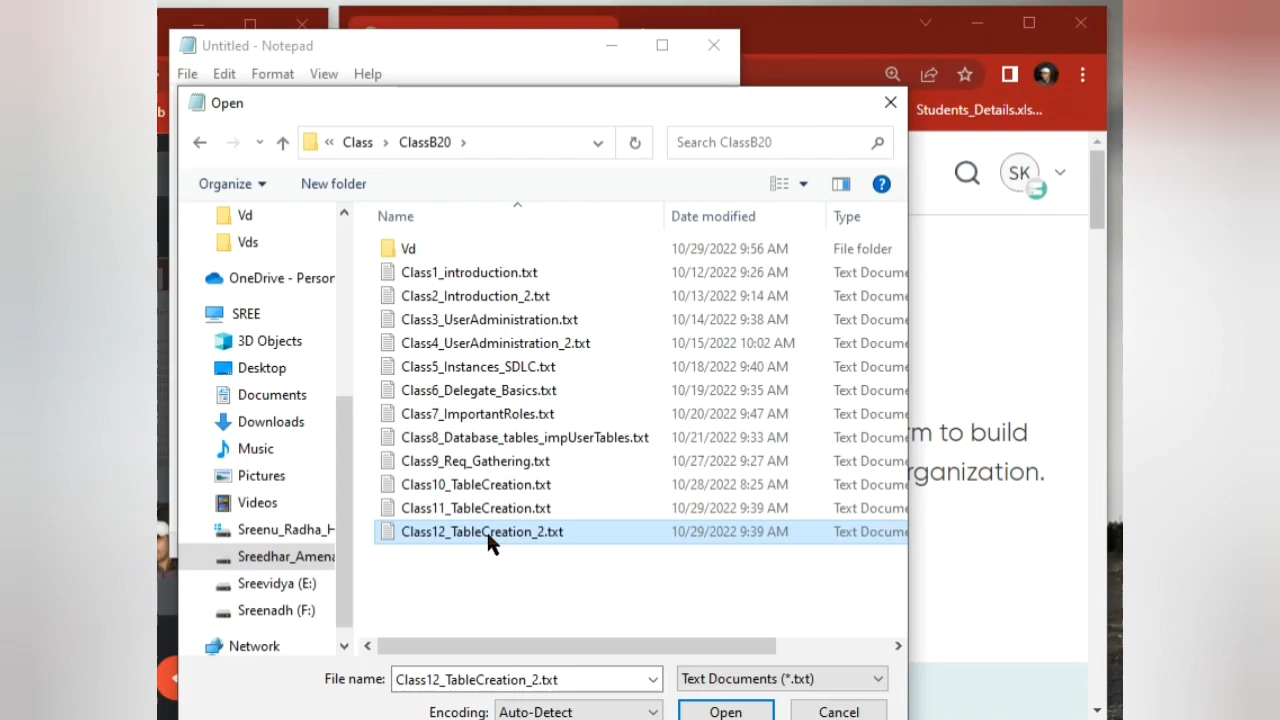 Untitled - Notepad
File Edit Format View Help
Students_Details.xls...
Open
« Class > ClassB20 >
Search ClassB20
SK
Organize
New folder
?
Name
Date modified
Type
Vd
Vds
OneDrive - Person
SREE
3D Objects
Desktop
Documents
Downloads
Music
Pictures
Videos
Sreenu_Radha_H
Sreedhar_Amena
Sreevidya (E:)
Sreenadh (F:)
Network
Vd 10/29/2022 9:56 AM File folder
Class1_introduction.txt 10/12/2022 9:26 AM Text Docume
Class2_Introduction_2.txt 10/13/2022 9:14 AM Text Docume
Class3_UserAdministration.txt 10/14/2022 9:38 AM Text Docume
Class4_UserAdministration_2.txt 10/15/2022 10:02 AM Text Docume
Class5_Instances_SDLC.txt 10/18/2022 9:40 AM Text Docume
Class6_Delegate_Basics.txt 10/19/2022 9:35 AM Text Docume
Class7_ImportantRoles.txt 10/20/2022 9:47 AM Text Docume
Class8_Database_tables_impUserTables.txt 10/21/2022 9:33 AM Text Docume
Class9_Req_Gathering.txt 10/27/2022 9:27 AM Text Docume
Class10_TableCreation.txt 10/28/2022 8:25 AM Text Docume
Class11_TableCreation.txt 10/29/2022 9:39 AM Text Docume
Class12_TableCreation_2.txt 10/29/2022 9:39 AM Text Docume
rm to build
rganization.
File name: Class12_TableCreation_2.txt
Text Documents (*.txt)
Encoding: Auto-Detect
Open
Cancel